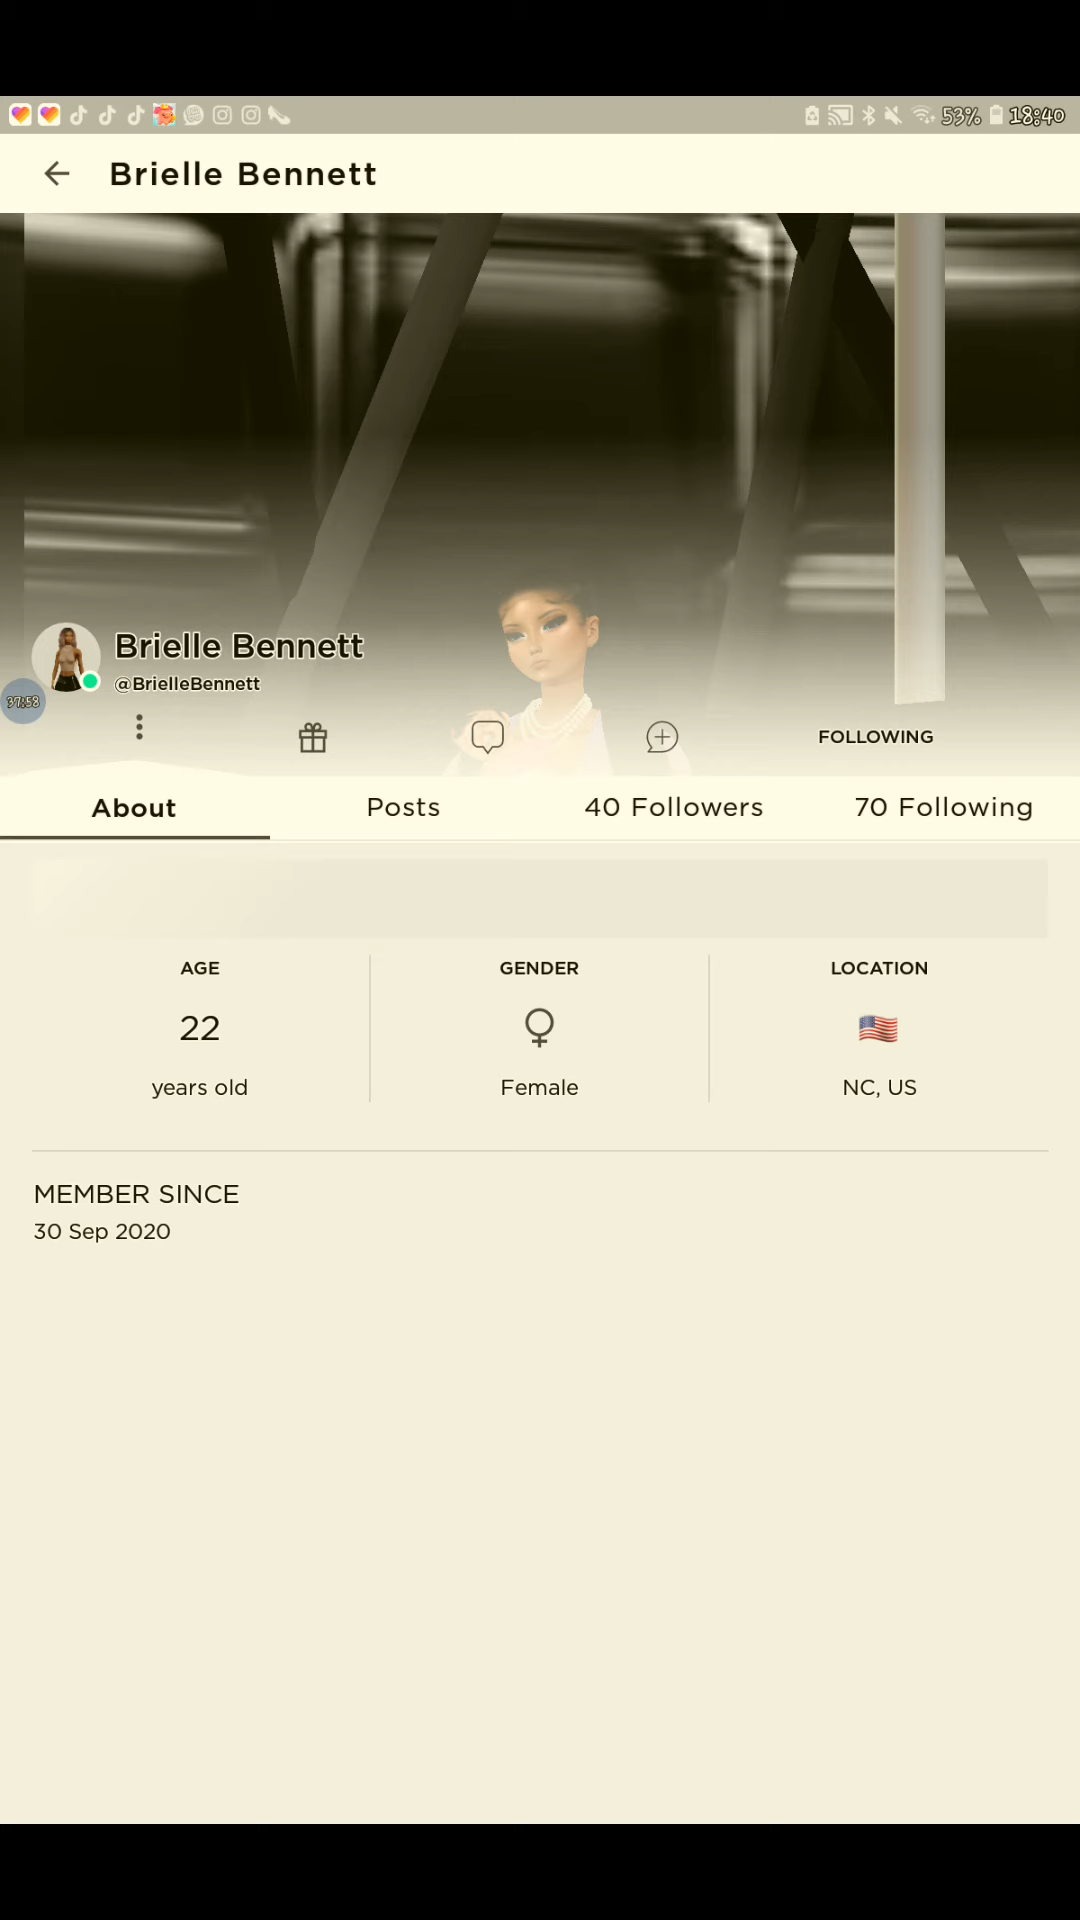 53% 18:40
Brielle Bennett
Brielle Bennett
@BrielleBennett
37:58
FOLLOWING
About Posts 40 Followers 70 Following
AGE GENDER LOCATION
22
years old Female NC, US
MEMBER SINCE
30 Sep 2020